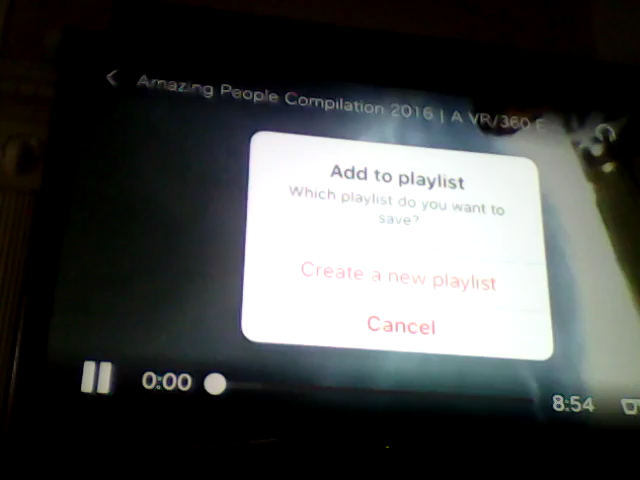 Amazing People Compilation 2016 | A VR/360 E
Add to playlist
Which playlist do you want to
save?
Create a new playlist
Cancel
0:00
8:54